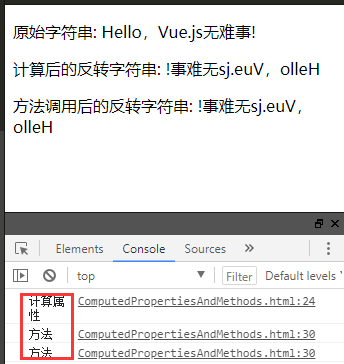 原始字符串: Hello，Vue.js无难事!
计算后的反转字符串: !事难无sj.euV，olleH
方法调用后的反转字符串: !事难无sj.euV，
olleH
Elements Console Sources »
top Filter Default levels
计算属 ComputedPropertiesAndMethods.html:24
性
方法 ComputedPropertiesAndMethods.html:30
方法 ComputedPropertiesAndMethods.html:30